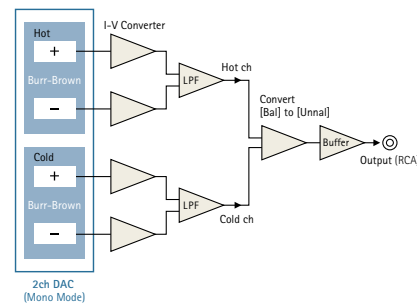 Hot
+
Burr-Brown
−
Cold
+
Burr-Brown
−
2ch DAC
(Mono Mode)
I-V Converter
LPF
Hot ch
LPF
Cold ch
Convert
[Bal] to [Unnal]
Buffer
Output (RCA)